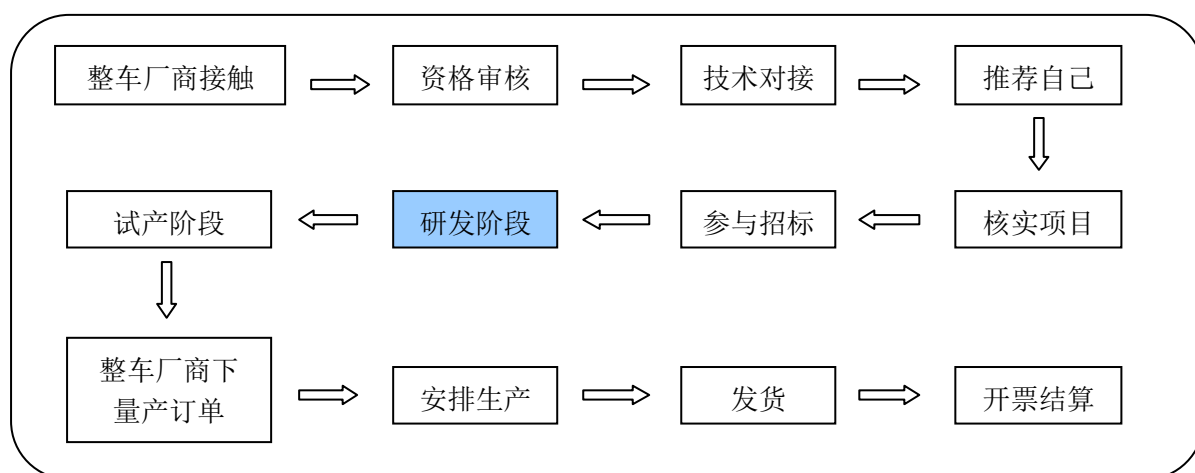 整车厂商接触
资格审核
技术对接
推荐自己
试产阶段
研发阶段
参与招标
核实项目
整车厂商下
量产订单
安排生产
发货
开票结算